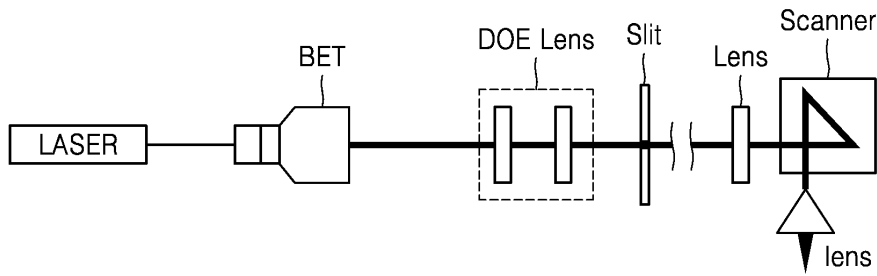 Scanner
DOE Lens
Slit
BET
Lens
LASER
lens